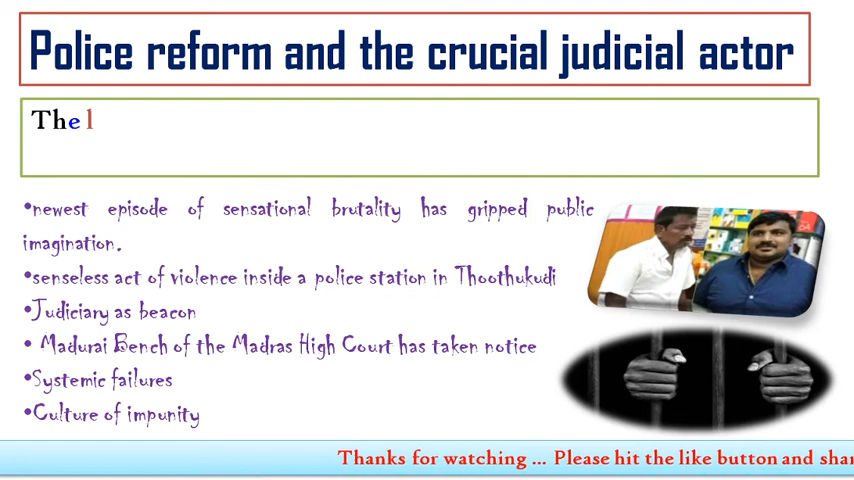 Police reform and the crucial judicial actor
The l
•newest episode of sensational brutality has gripped public
imagination.
•senseless act of violence inside a police station in Thoothukudi
•Judiciary as beacon
• Madurai Bench of the Madras High Court has taken notice
•Systemic failures
•Culture of impunity
Thanks for watching ... Please hit the like button and shar